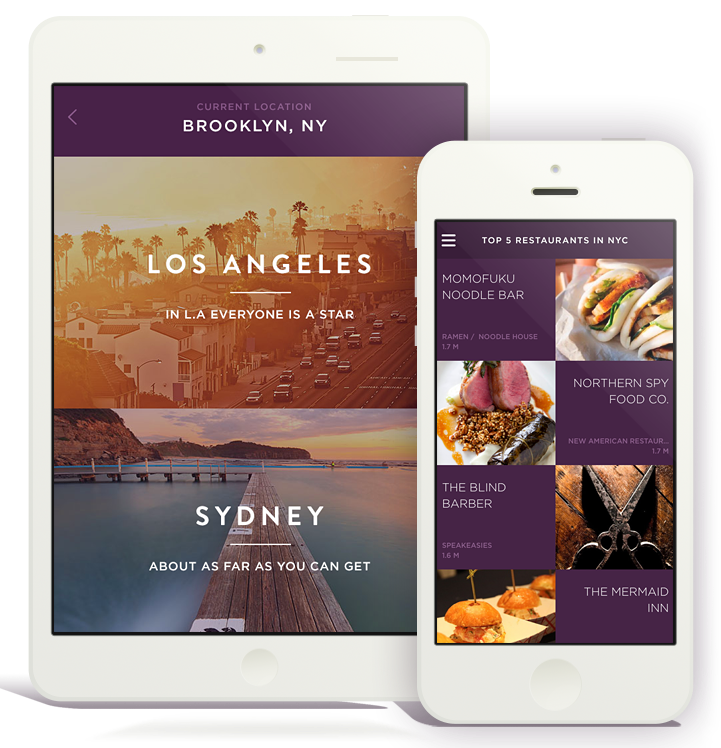 CURRENT LOCATION
BROOKLYN, NY
LOS ANGELES
IN L.A EVERYONE IS A STAR
SYDNEY
ABOUT AS FAR AS YOU CAN GET
TOP 5 RESTAURANTS IN NYC
MOMOFUKU
NOODLE BAR
RAMEN / NOODLE HOUSE
1.7 M
NORTHERN SPY
FOOD CO.
NEW AMERICAN RESTAUR...
1.7 M
THE BLIND
BARBER
SPEAKEASIES
1.6 M
THE MERMAID
INN